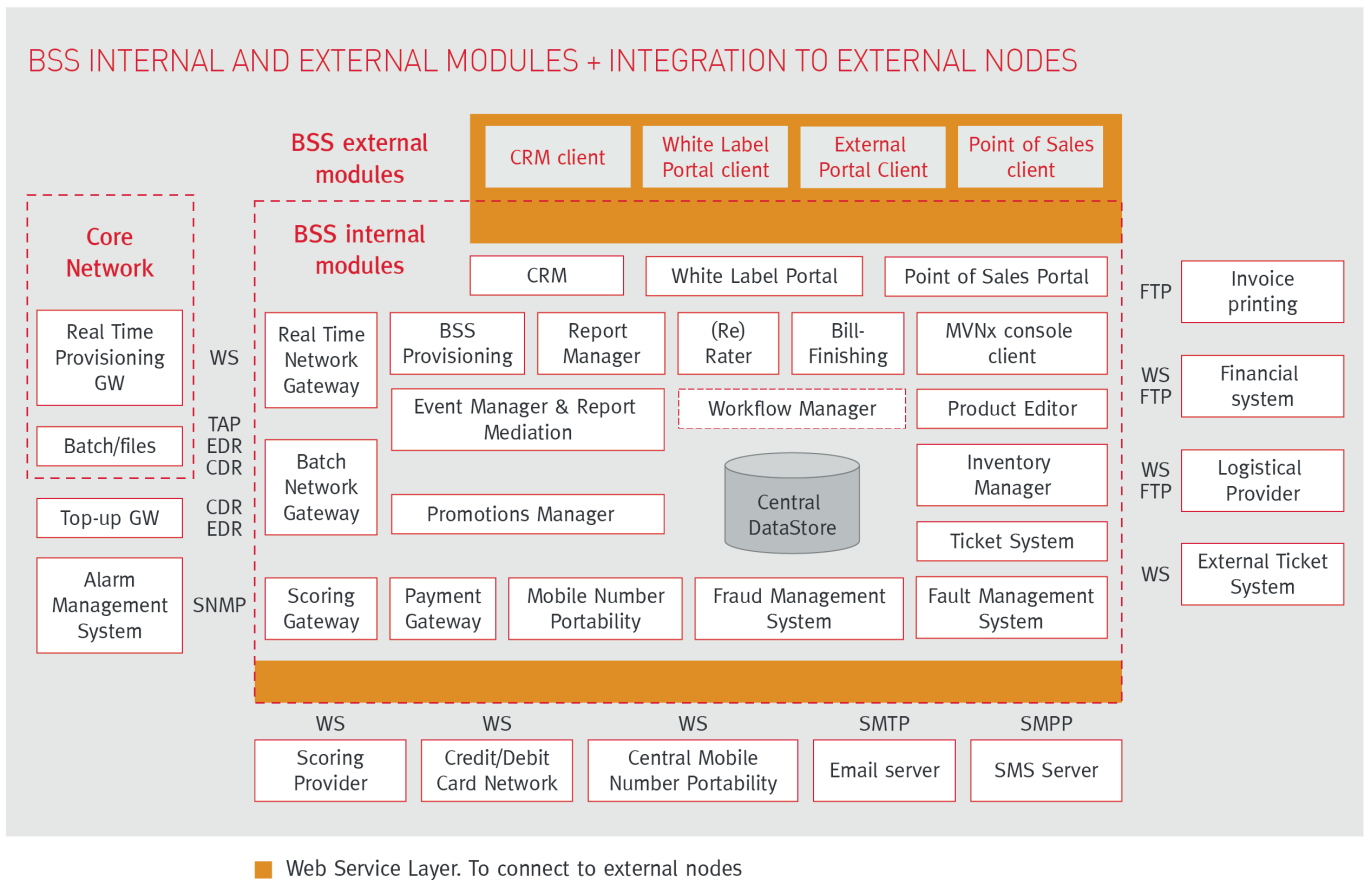 BSS INTERNAL AND EXTERNAL MODULES + INTEGRATION TO EXTERNAL NODES
BSS external
modules
CRM client
White Label
Portal client
External
Portal Client
Point of Sales
client
Core
Network
Real Time
Provisioning
GW
Batch/files
Top-up GW
Alarm
Management
System
WS
TAP
EDR
CDR
CDR
EDR
SNMP
BSS internal
modules
CRM
White Label Portal
Point of Sales Portal
Real Time
Network
Gateway
BSS
Provisioning
Report
Manager
(Re)
Rater
Bill-
Finishing
MVNx console
client
Event Manager & Report
Mediation
Workflow Manager
Product Editor
Batch
Network
Gateway
Central
DataStore
Inventory
Manager
Promotions Manager
Ticket System
Scoring
Gateway
Payment
Gateway
Mobile Number
Portability
Fraud Management
System
Fault Management
System
FTP
Invoice
printing
WS
FTP
Financial
system
WS
FTP
Logistical
Provider
WS
External Ticket
System
WS
Scoring
Provider
WS
Credit/Debit
Card Network
WS
Central Mobile
Number Portability
SMTP
Email server
SMPP
SMS Server
Web Service Layer. To connect to external nodes